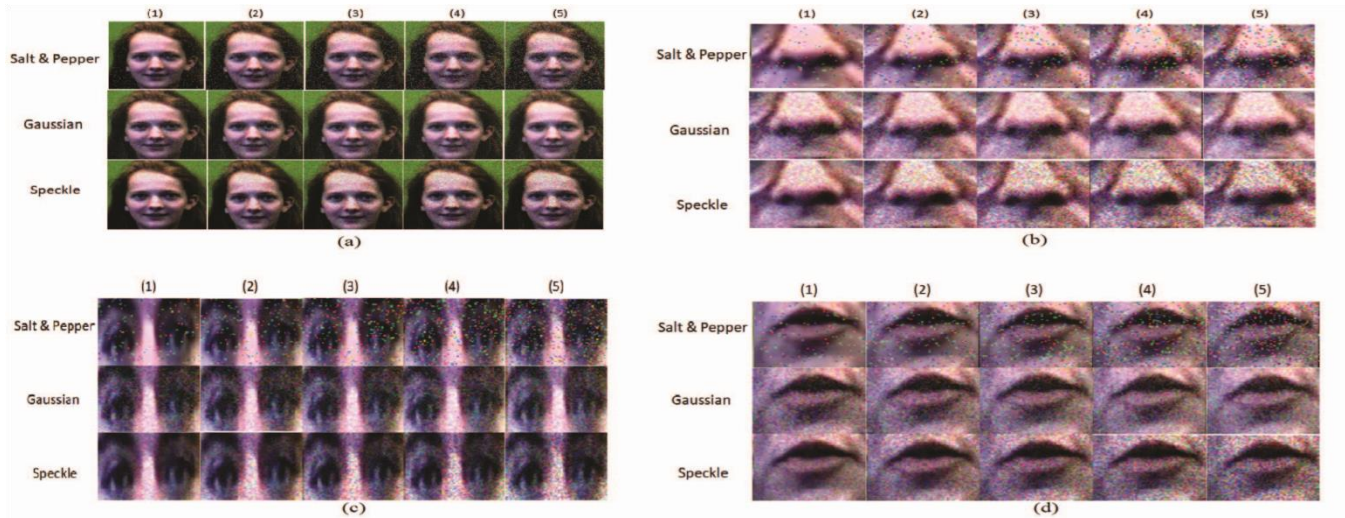 (1) (2) (3) (4) (5)
Salt & Pepper
Gaussian
Speckle
(a)
(1) (2) (3) (4) (5)
Salt & Pepper
Gaussian
Speckle
(b)
(1) (2) (3) (4) (5)
Salt & Pepper
Gaussian
Speckle
(c)
(1) (2) (3) (4) (5)
Salt & Pepper
Gaussian
Speckle
(d)